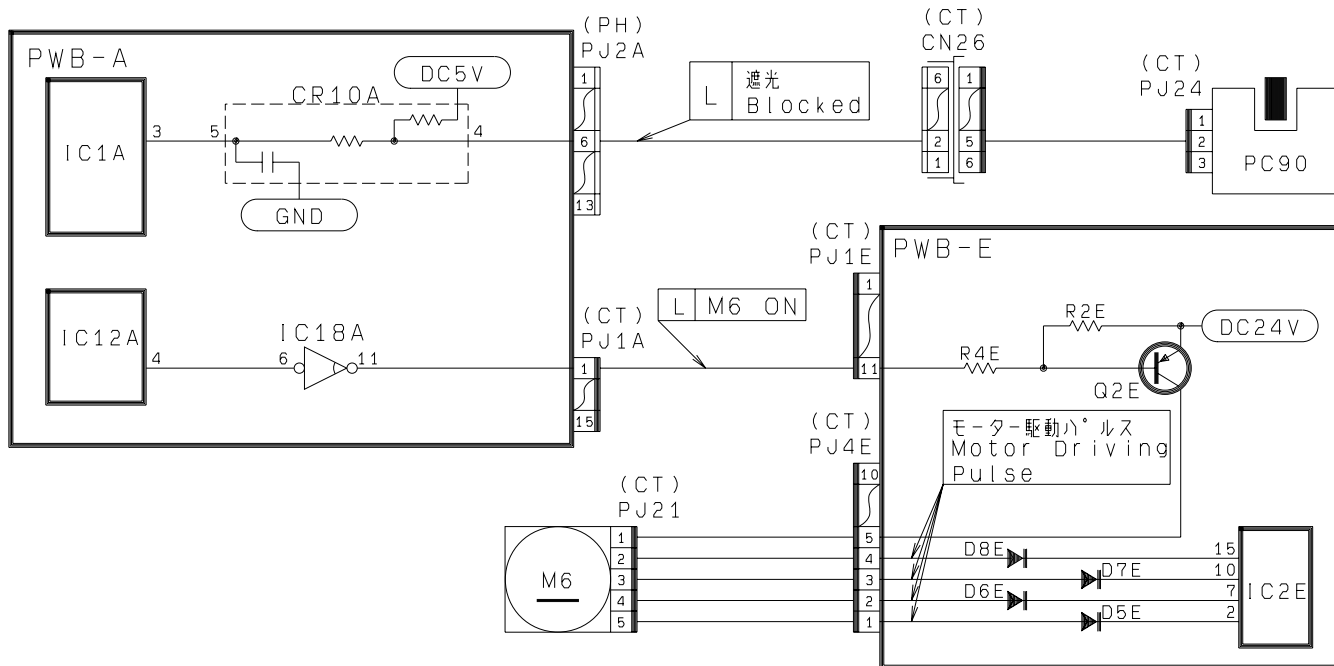 PWB-A
IC1A
3
5
CR10A
DC5V
4
GND
(PH)
PJ2A
1
6
13
L
遮光
Blocked
(CT)
CN26
6
2
1
1
5
6
(CT)
PJ24
1
2
3
PC90
IC12A
4
6
IC18A
11
(CT)
PJ1A
1
15
L
M6 ON
(CT)
PJ1E
1
11
PWB-E
R4E
R2E
DC24V
Q2E
(CT)
PJ4E
10
5
4
3
2
1
モーター駆動パルス
Motor Driving
Pulse
(CT)
PJ21
1
2
3
4
5
M6
D8E
D7E
D6E
D5E
15
10
7
2
IC2E